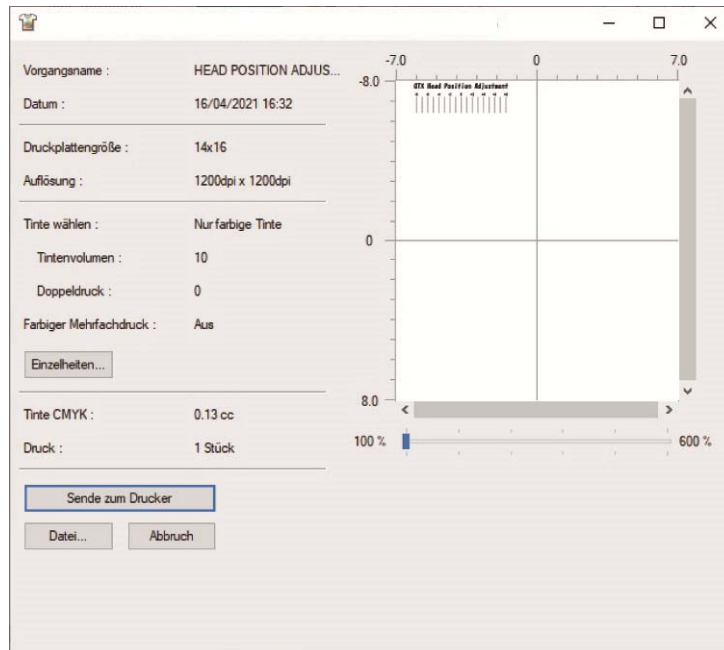 Vorgangsname : HEAD POSITION ADJUS...
Datum : 16/04/2021 16:32
Druckplattengröße : 14x16
Auflösung : 1200dpi x 1200dpi
Tinte wählen : Nur farbige Tinte
Tintenvolumen : 10
Doppeldruck : 0
Farbiger Mehrfachdruck : Aus
Einzelheiten...
Tinte CMYK : 0.13 cc
Druck : 1 Stück
Sende zum Drucker
Datei... Abbruch
-7.0 0 7.0
-8.0
GTX Head Position Adjustment
0
8.0
100 % 600 %